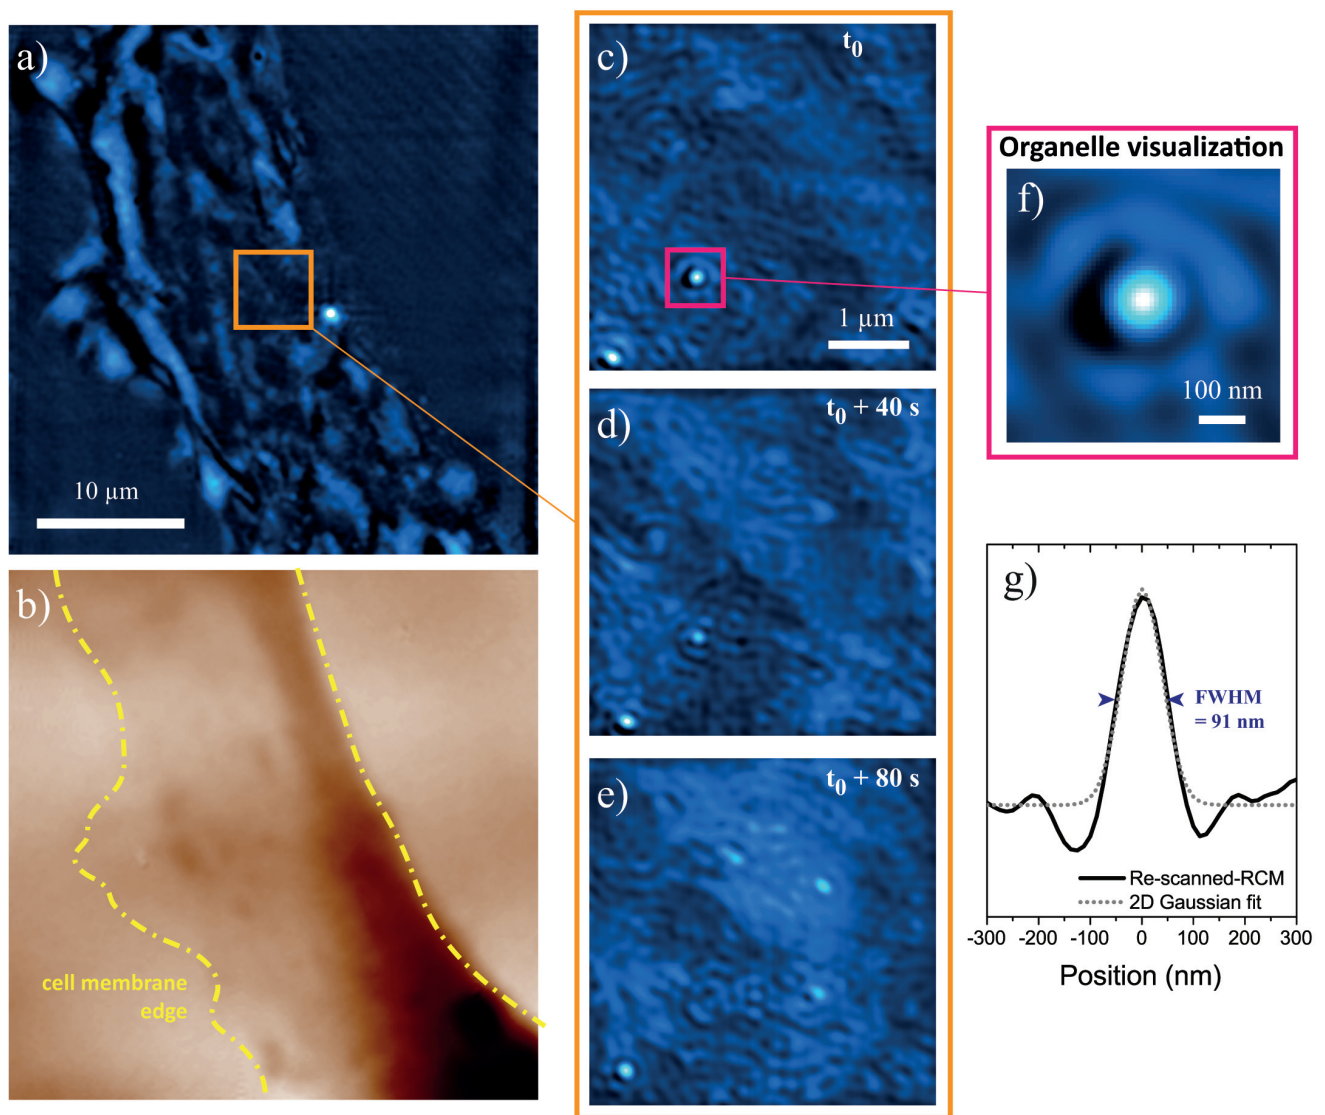 a)
10 µm
b)
cell membrane
edge
c)
t0
1 µm
d)
t0 + 40 s
e)
t0 + 80 s
Organelle visualization
f)
100 nm
g)
FWHM
= 91 nm
Re-scanned-RCM
2D Gaussian fit
-300 -200 -100 0 100 200 300
Position (nm)